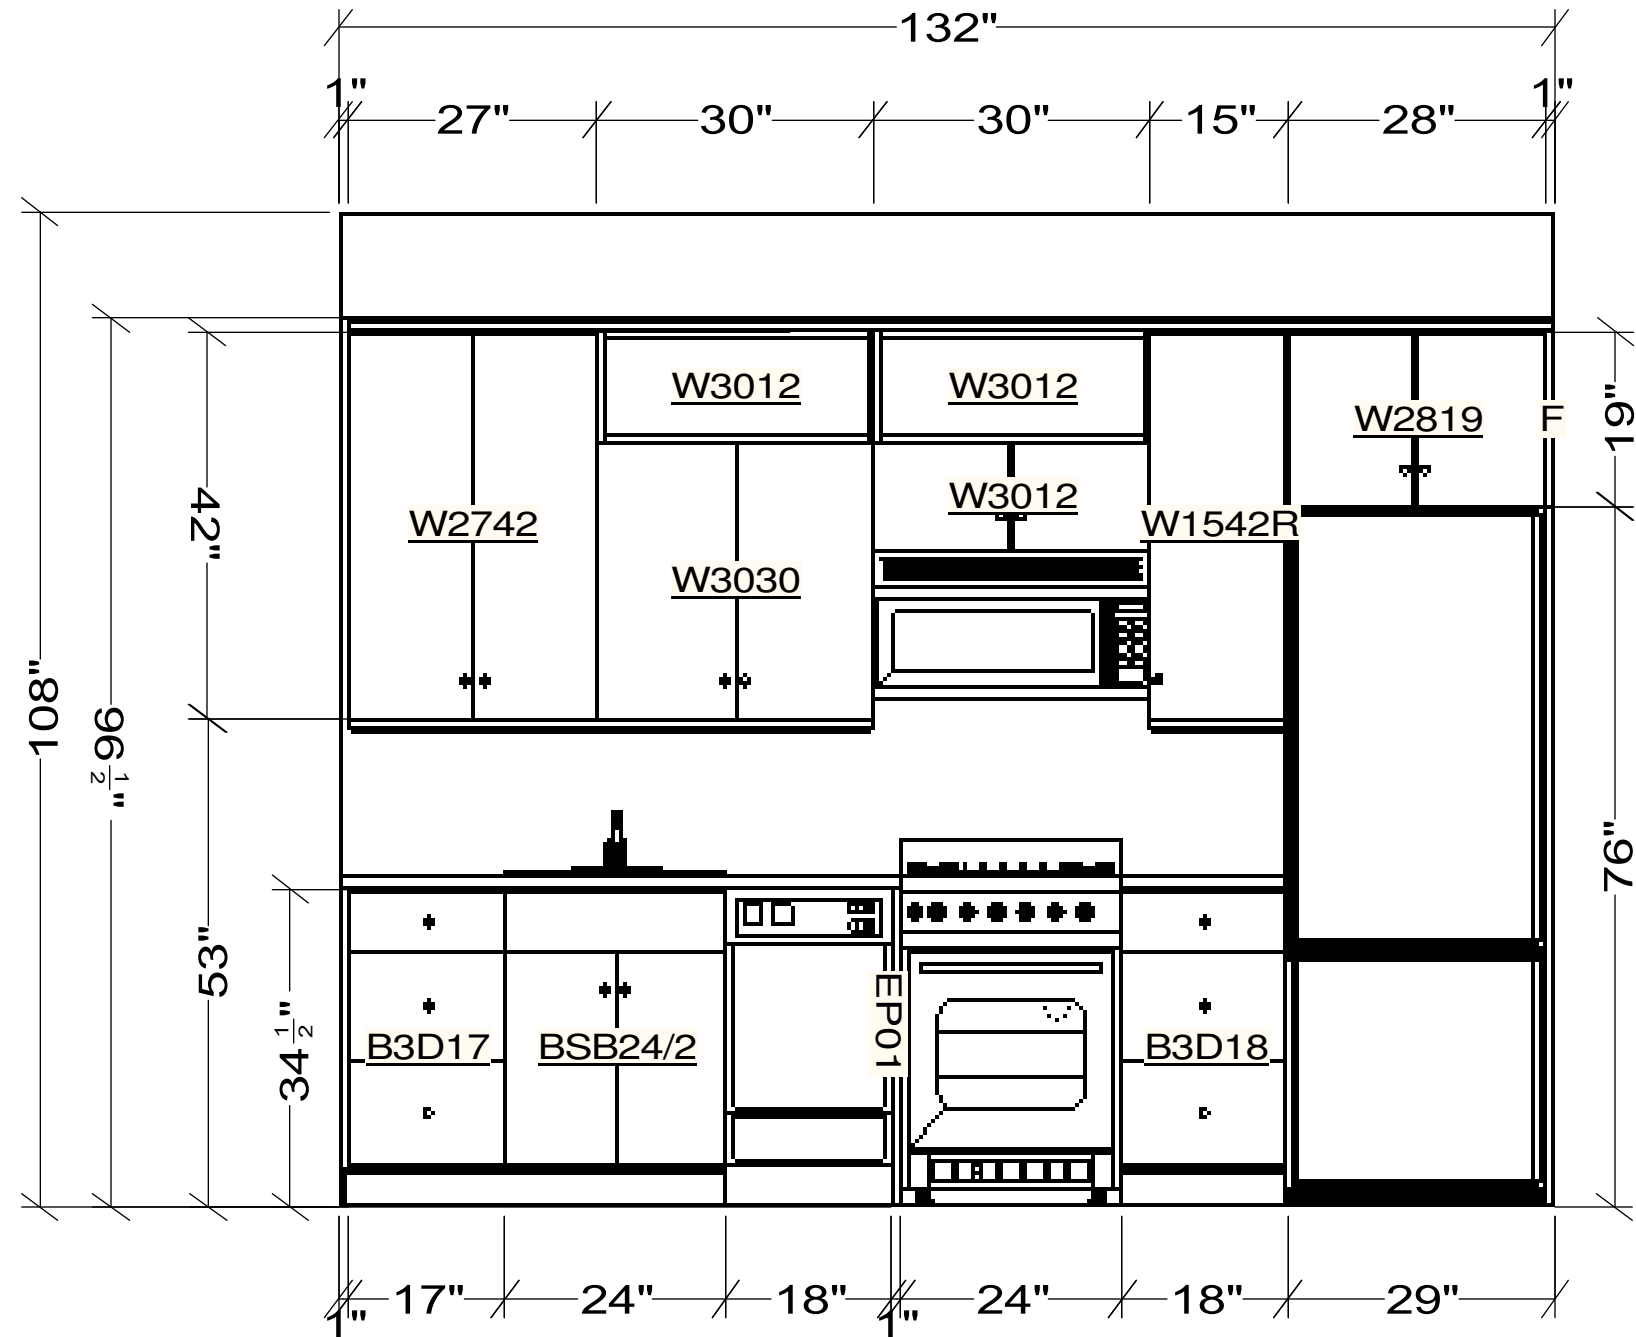 132"
1"
27"
30"
30"
15"
28"
1"
W3012
W3012
W2819
F
19"
W3012
42"
W2742
W1542R
W3030
108"
96 1/2"
76"
53"
34 1/2"
EP01
B3D17
BSB24/2
B3D18
1"
17"
24"
18"
1"
24"
18"
29"